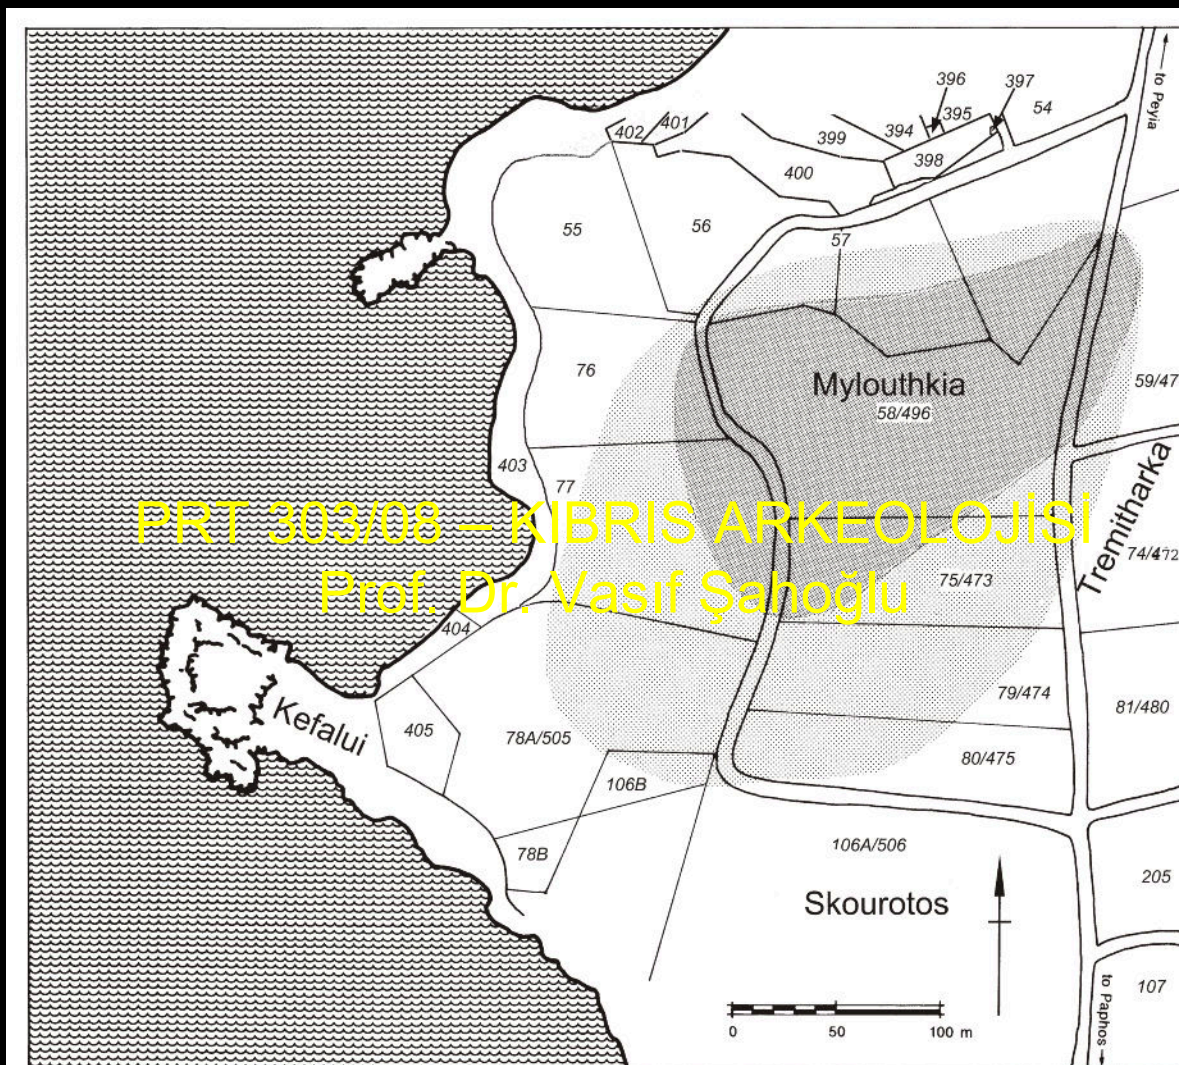 396
397
395
54
402
401
399
394
398
400
to Peyia
55
56
57
76
Mylouthkia
58/496
59/47
403
77
Tremitharka
PRT 303/08 – KIBRIS ARKEOLOJİSİ
Prof. Dr. Vasıf Şahoğlu
75/473
404
79/474
81/480
Kefalui
405
78A/505
80/475
106B
78B
106A/506
205
Skourotos
107
to Paphos
0 50 100 m